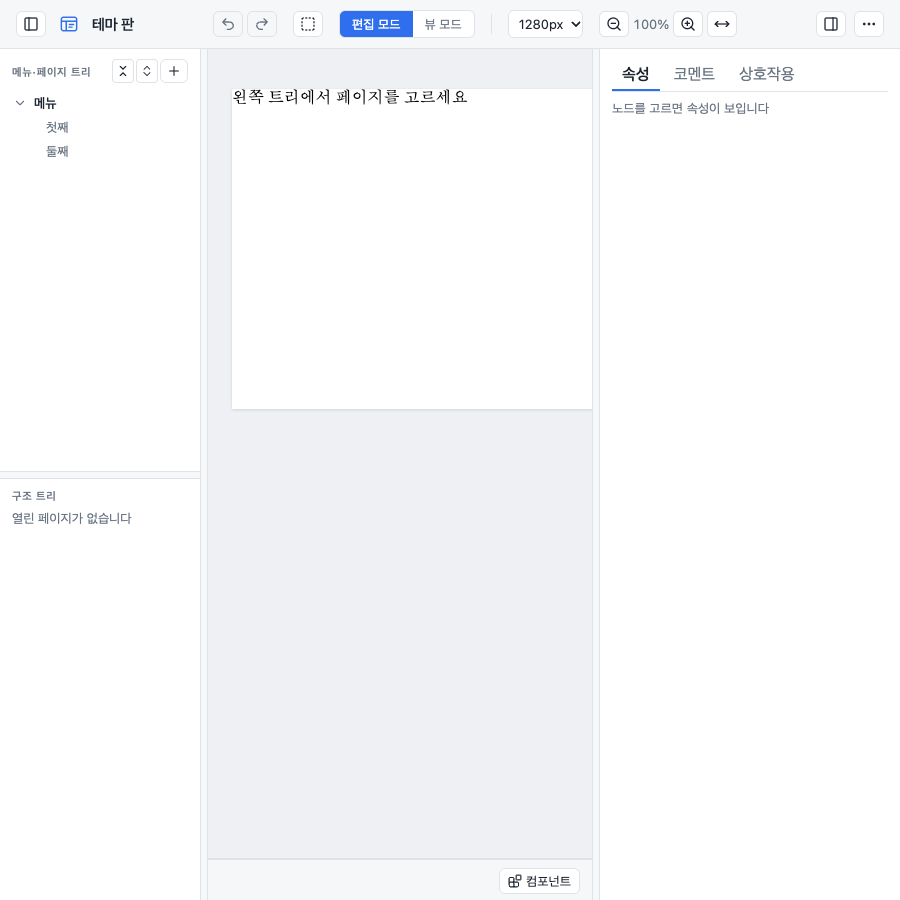 테마 판
편집 모드
뷰 모드
1280px
100%
메뉴·페이지 트리
메뉴
첫째
둘째
구조 트리
열린 페이지가 없습니다
왼쪽 트리에서 페이지를 고르세요
컴포넌트
속성
코멘트
상호작용
노드를 고르면 속성이 보입니다